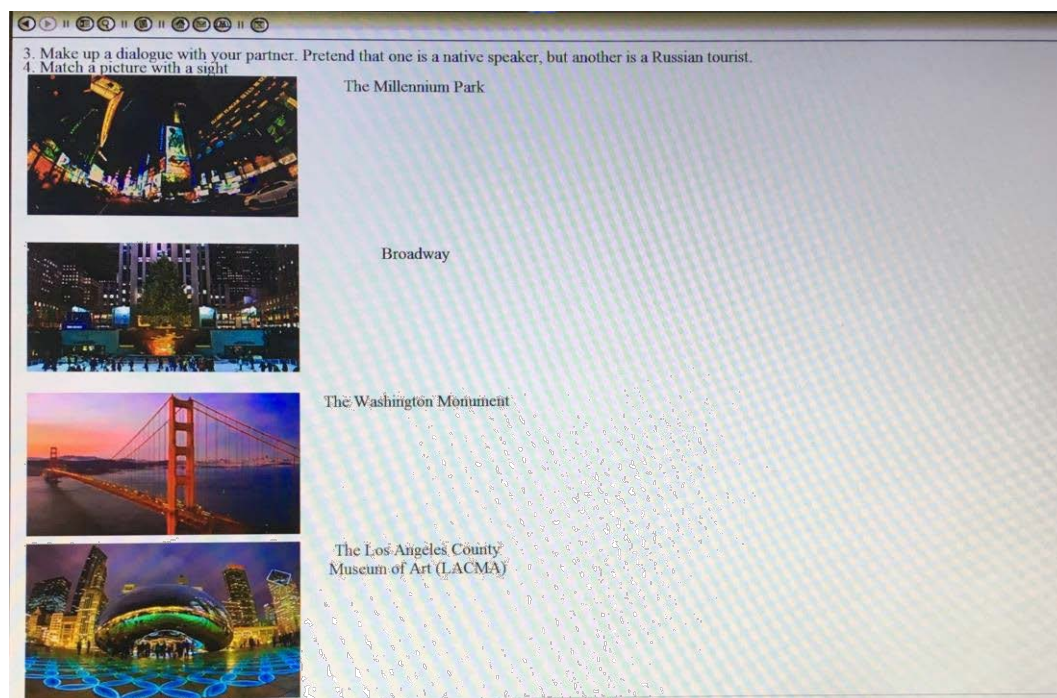 3. Make up a dialogue with your partner. Pretend that one is a native speaker, but another is a Russian tourist.
4. Match a picture with a sight
The Millennium Park
Broadway
The Washington Monument
The Los Angeles County
Museum of Art (LACMA)